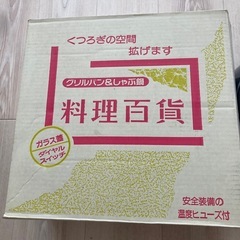 くつろぎの空間
拡げます
グリルパン&しゃぶ鍋
料理百貨
ガラス蓋
ダイヤル
スイッチ
安全装備の
温度ヒューズ付